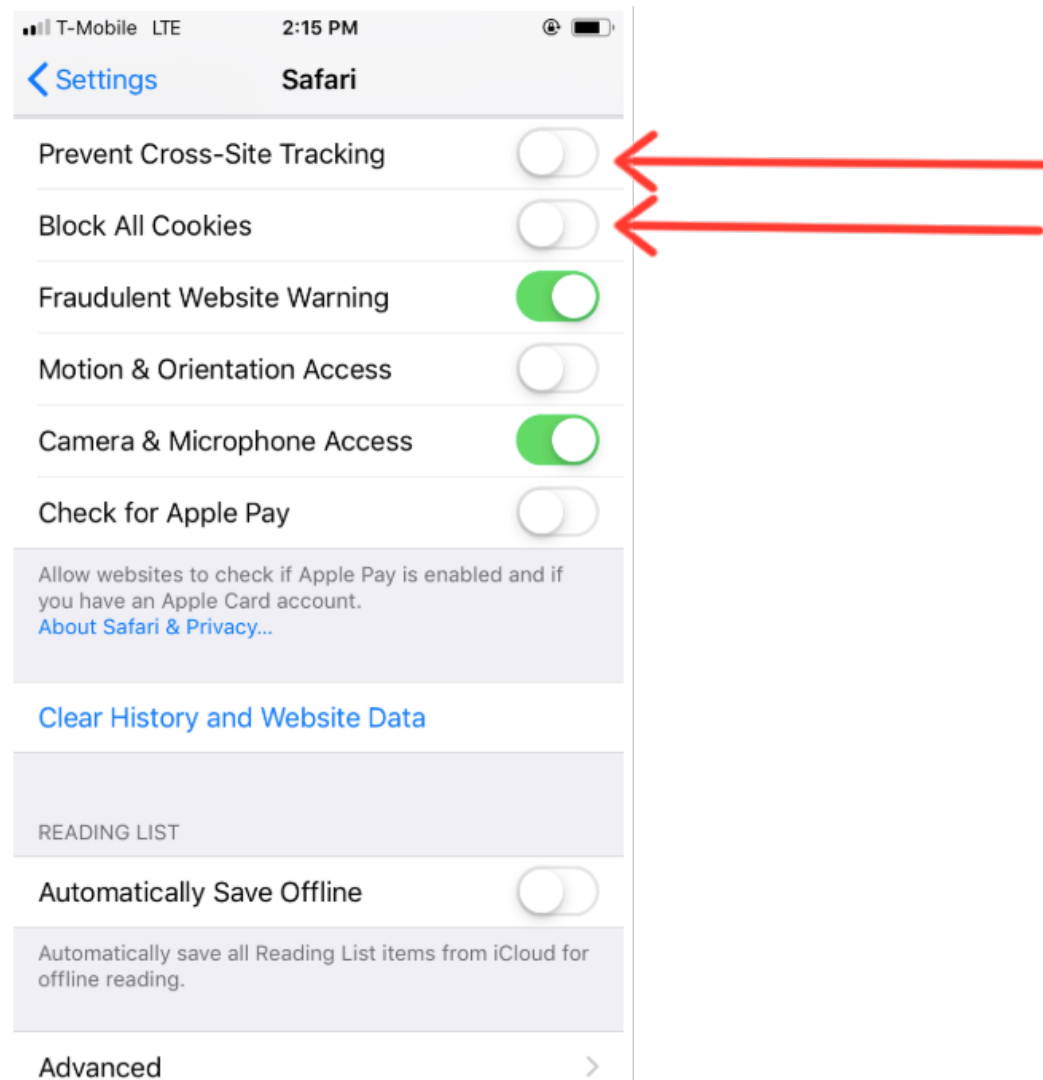 T-Mobile LTE 2:15 PM
Settings Safari
Prevent Cross-Site Tracking
Block All Cookies
Fraudulent Website Warning
Motion & Orientation Access
Camera & Microphone Access
Check for Apple Pay
Allow websites to check if Apple Pay is enabled and if
you have an Apple Card account.
About Safari & Privacy...
Clear History and Website Data
READING LIST
Automatically Save Offline
Automatically save all Reading List items from iCloud for
offline reading.
Advanced